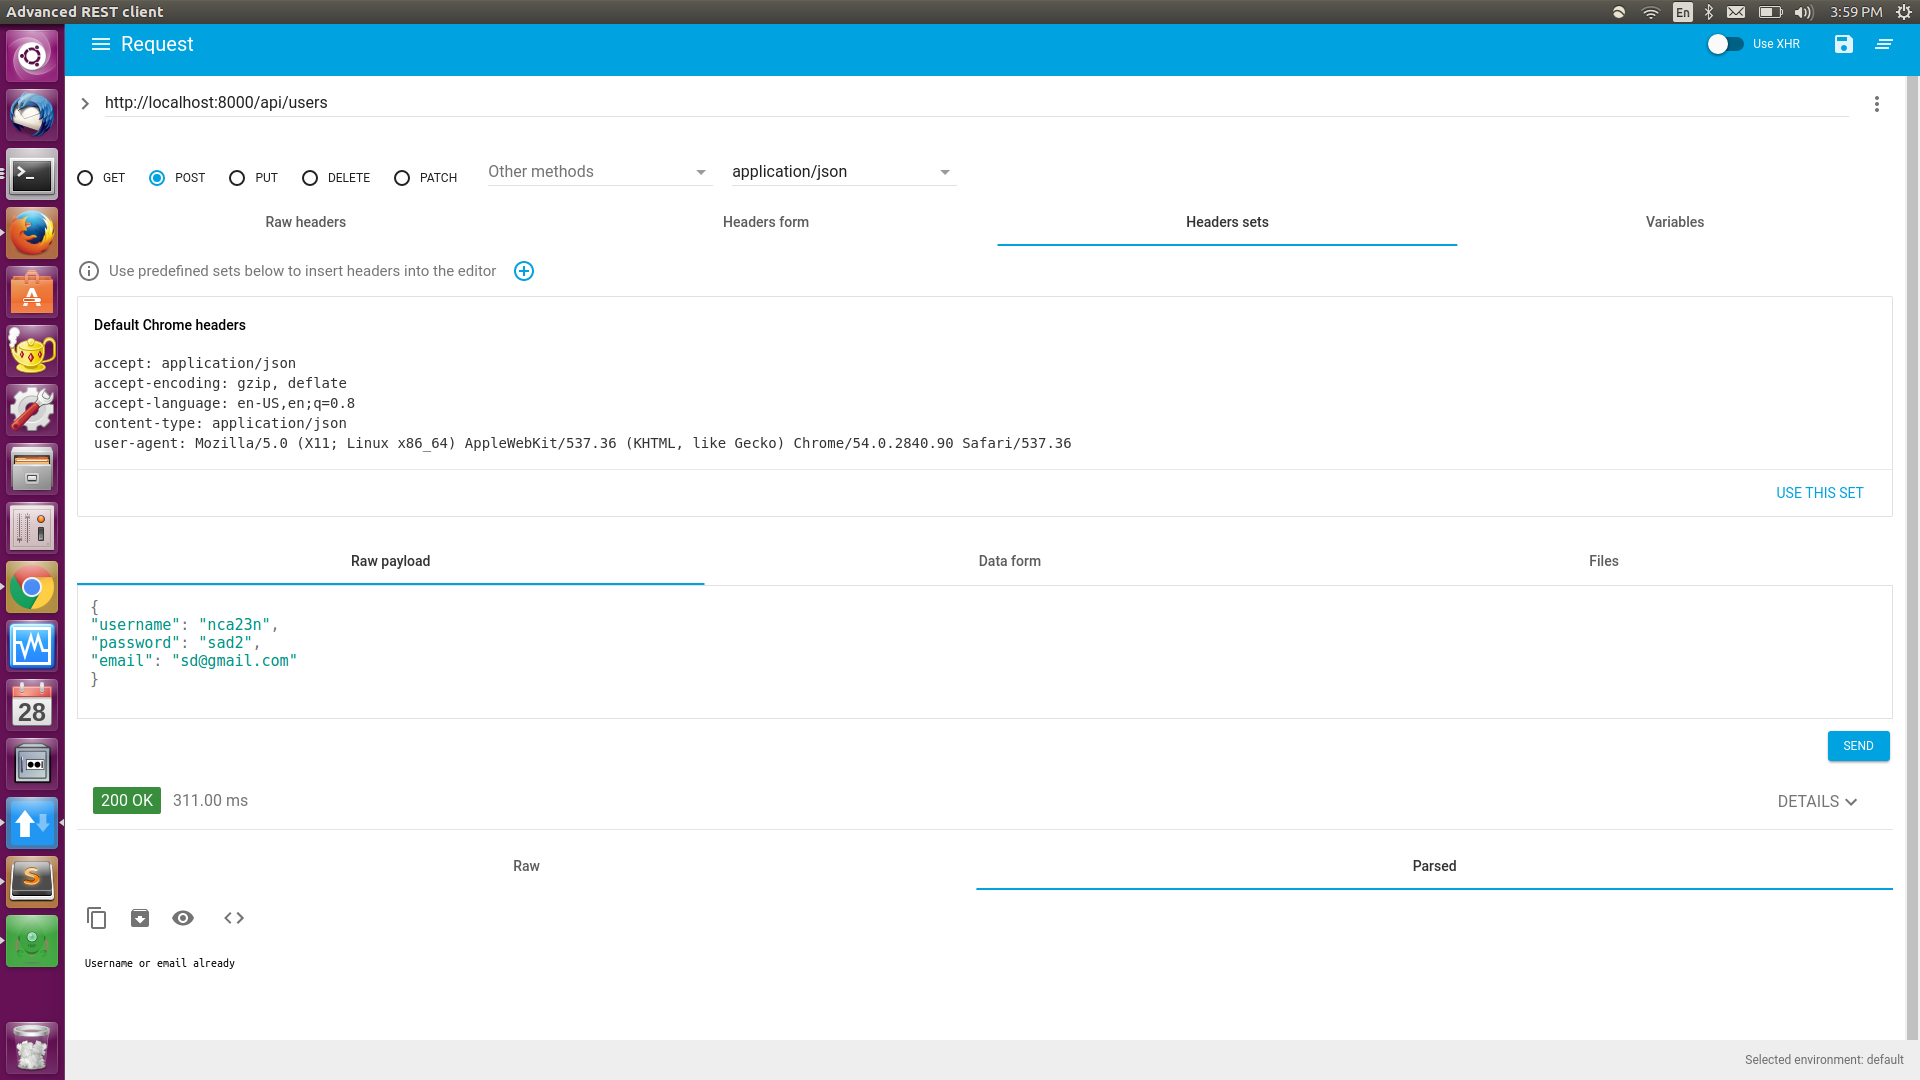 Advanced REST client
En
3:59 PM
Request
Use XHR
http://localhost:8000/api/users
GET
POST
PUT
DELETE
PATCH
Other methods
application/json
Raw headers
Headers form
Headers sets
Variables
Use predefined sets below to insert headers into the editor
Default Chrome headers
accept: application/json
accept-encoding: gzip, deflate
accept-language: en-US,en;q=0.8
content-type: application/json
user-agent: Mozilla/5.0 (X11; Linux x86_64) AppleWebKit/537.36 (KHTML, like Gecko) Chrome/54.0.2840.90 Safari/537.36
USE THIS SET
Raw payload
Data form
Files
{
"username": "nca23n",
"password": "sad2",
"email": "sd@gmail.com"
}
28
SEND
200 OK
311.00 ms
DETAILS
Raw
Parsed
Username or email already
Selected environment: default